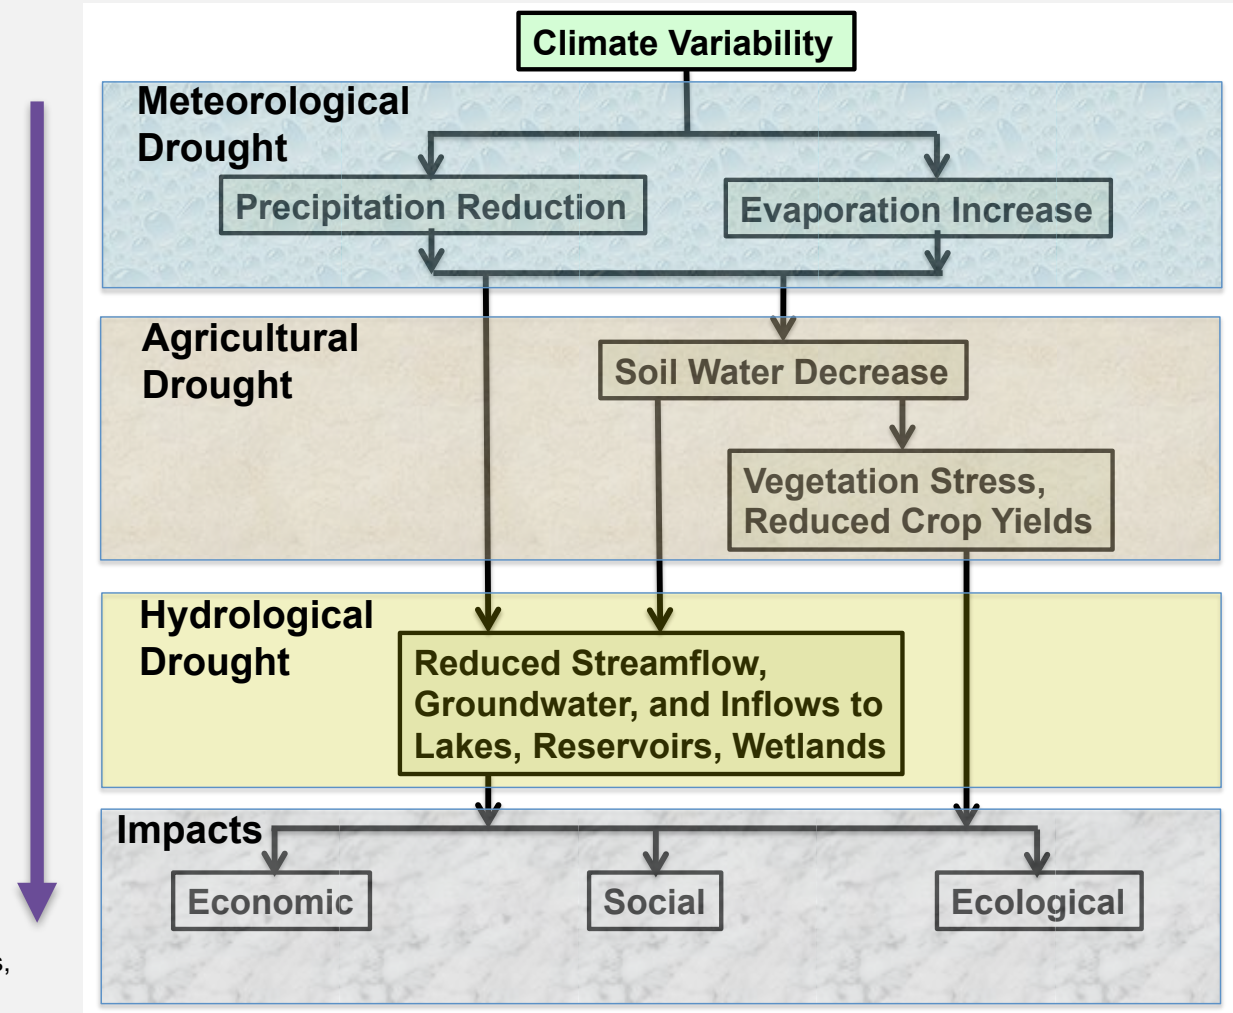 Climate Variability
Meteorological
Drought
Precipitation Reduction
Evaporation Increase
Agricultural
Drought
Soil Water Decrease
Vegetation Stress,
Reduced Crop Yields
Hydrological
Drought
Reduced Streamflow,
Groundwater, and Inflows to
Lakes, Reservoirs, Wetlands
Impacts
Economic
Social
Ecological